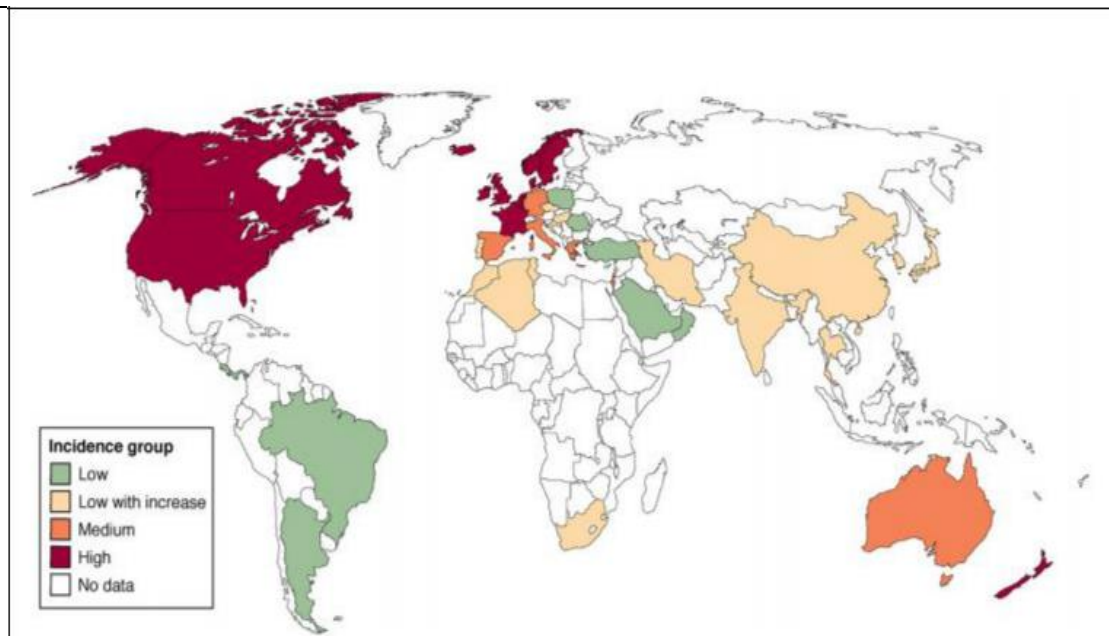 Incidence group
Low
Low with increase
Medium
High
No data